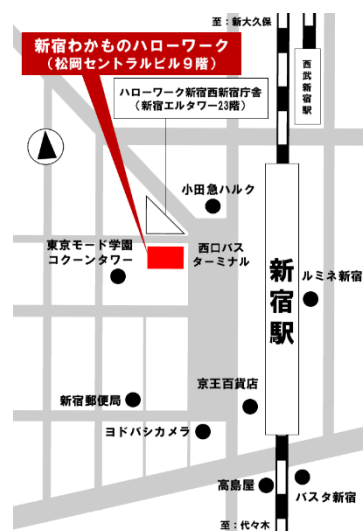 至：新大久保
新宿わかものハローワーク
（松岡セントラルビル９階）
西武新宿駅
ハローワーク新宿西新宿庁舎
（新宿エルタワー23階）
小田急ハルク
東京モード学園
コクーンタワー
西口バス
ターミナル
新宿駅
ルミネ新宿
京王百貨店
新宿郵便局
ヨドバシカメラ
高島屋
バスタ新宿
至：代々木